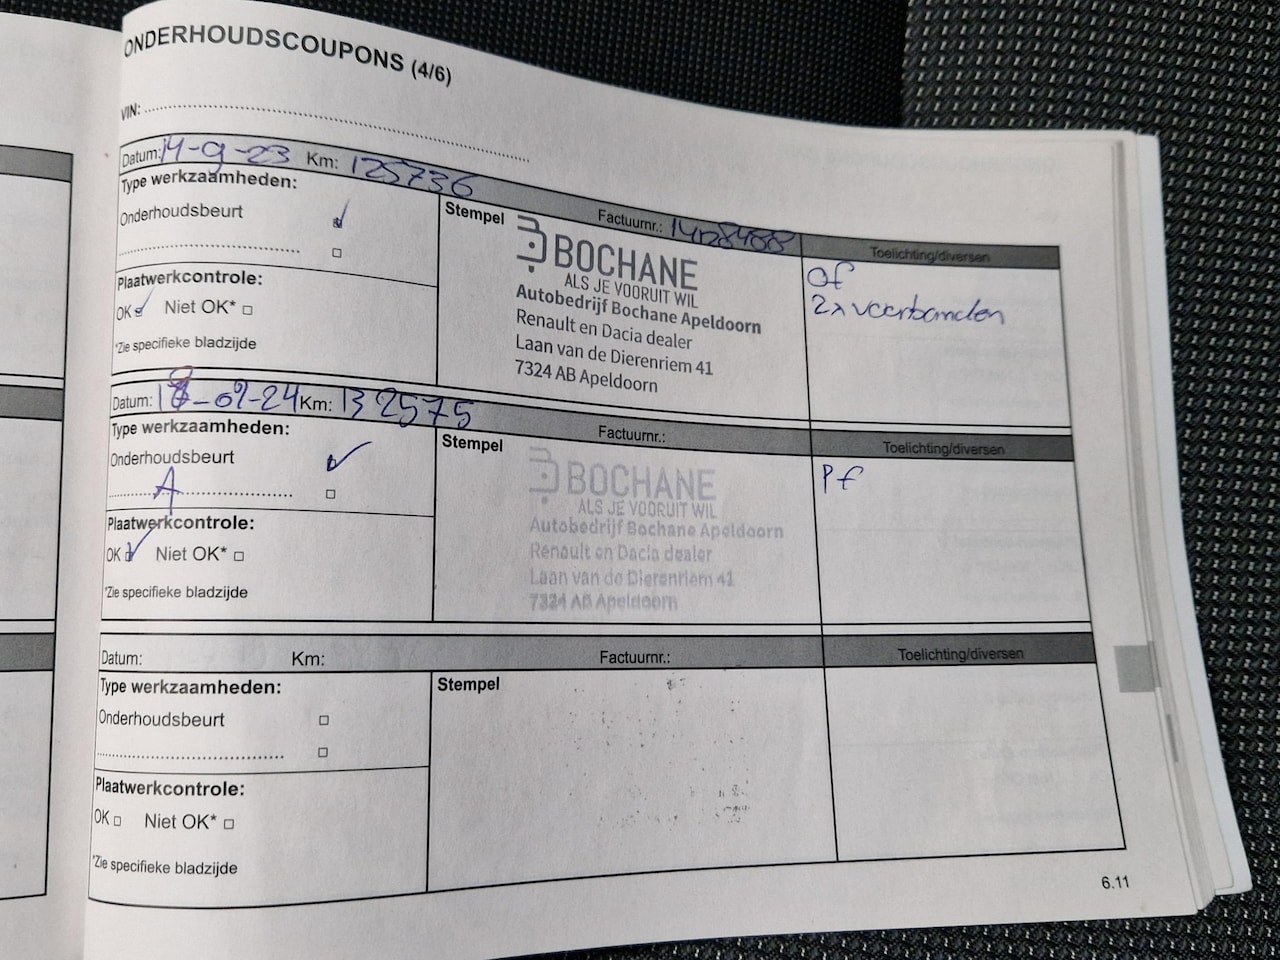 ONDERHOUDSCOUPONS (4/6)
VIN:
Datum: 14-9-23 Km: 125736
Factuurnr.: Toelichting/diversen
Type werkzaamheden:
Onderhoudsbeurt
Plaatwerkcontrole:
OK Niet OK*
*Zie specifieke bladzijde
Stempel
BOCHANE
ALS JE VOORUIT WIL
Autobedrijf Bochane Apeldoorn
Renault en Dacia dealer
Laan van de Dierenriem 41
7324 AB Apeldoorn
of
2x voorbanden
Datum: -09-24 Km: 132575
Factuurnr.: Toelichting/diversen
Type werkzaamheden:
Onderhoudsbeurt
A
Plaatwerkcontrole:
OK Niet OK*
*Zie specifieke bladzijde
Stempel
BOCHANE
ALS JE VOORUIT WIL
Autobedrijf Bochane Apeldoorn
Renault en Dacia dealer
Laan van de Dierenriem 41
7324 AB Apeldoorn
Pf
Datum: Km: Factuurnr.: Toelichting/diversen
Type werkzaamheden:
Onderhoudsbeurt
Plaatwerkcontrole:
OK Niet OK*
*Zie specifieke bladzijde
Stempel
6.11